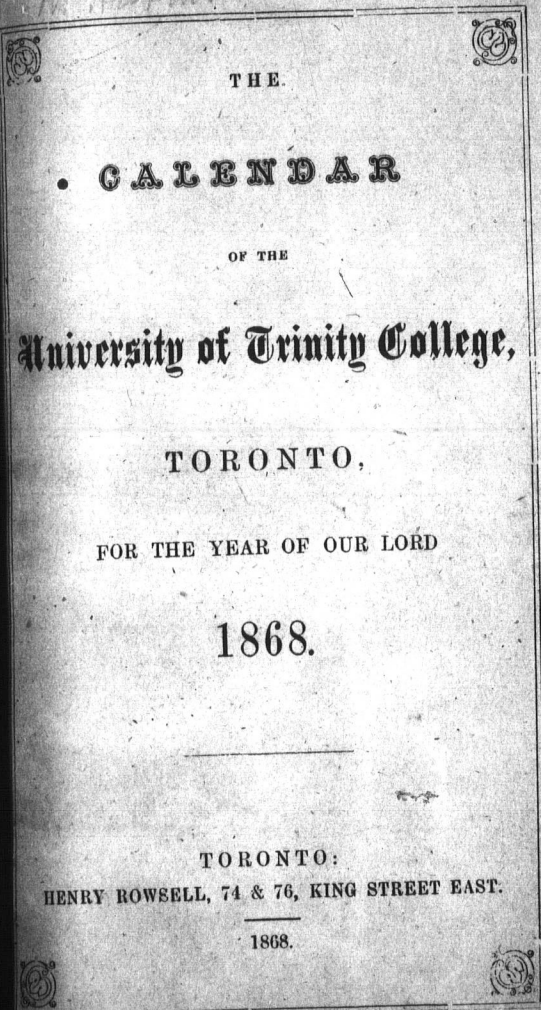 THE
CALENDAR
OF THE
University of Trinity College,
TORONTO,
FOR THE YEAR OF OUR LORD
1868.
TORONTO:
HENRY ROWSELL, 74 & 76, KING STREET EAST.
1868.